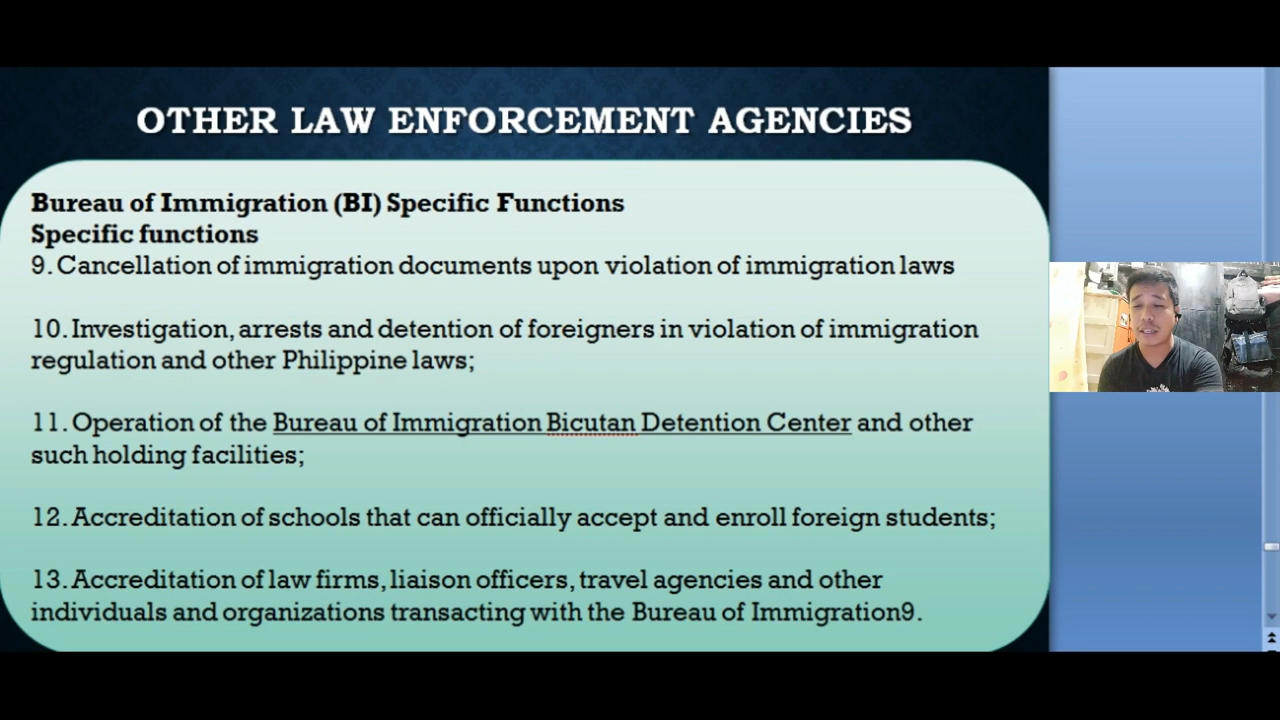 OTHER LAW ENFORCEMENT AGENCIES
Bureau of Immigration (BI) Specific Functions
Specific functions
9. Cancellation of immigration documents upon violation of immigration laws
10. Investigation, arrests and detention of foreigners in violation of immigration
regulation and other Philippine laws;
11. Operation of the Bureau of Immigration Bicutan Detention Center and other
such holding facilities;
12. Accreditation of schools that can officially accept and enroll foreign students;
13. Accreditation of law firms, liaison officers, travel agencies and other
individuals and organizations transacting with the Bureau of Immigration9.